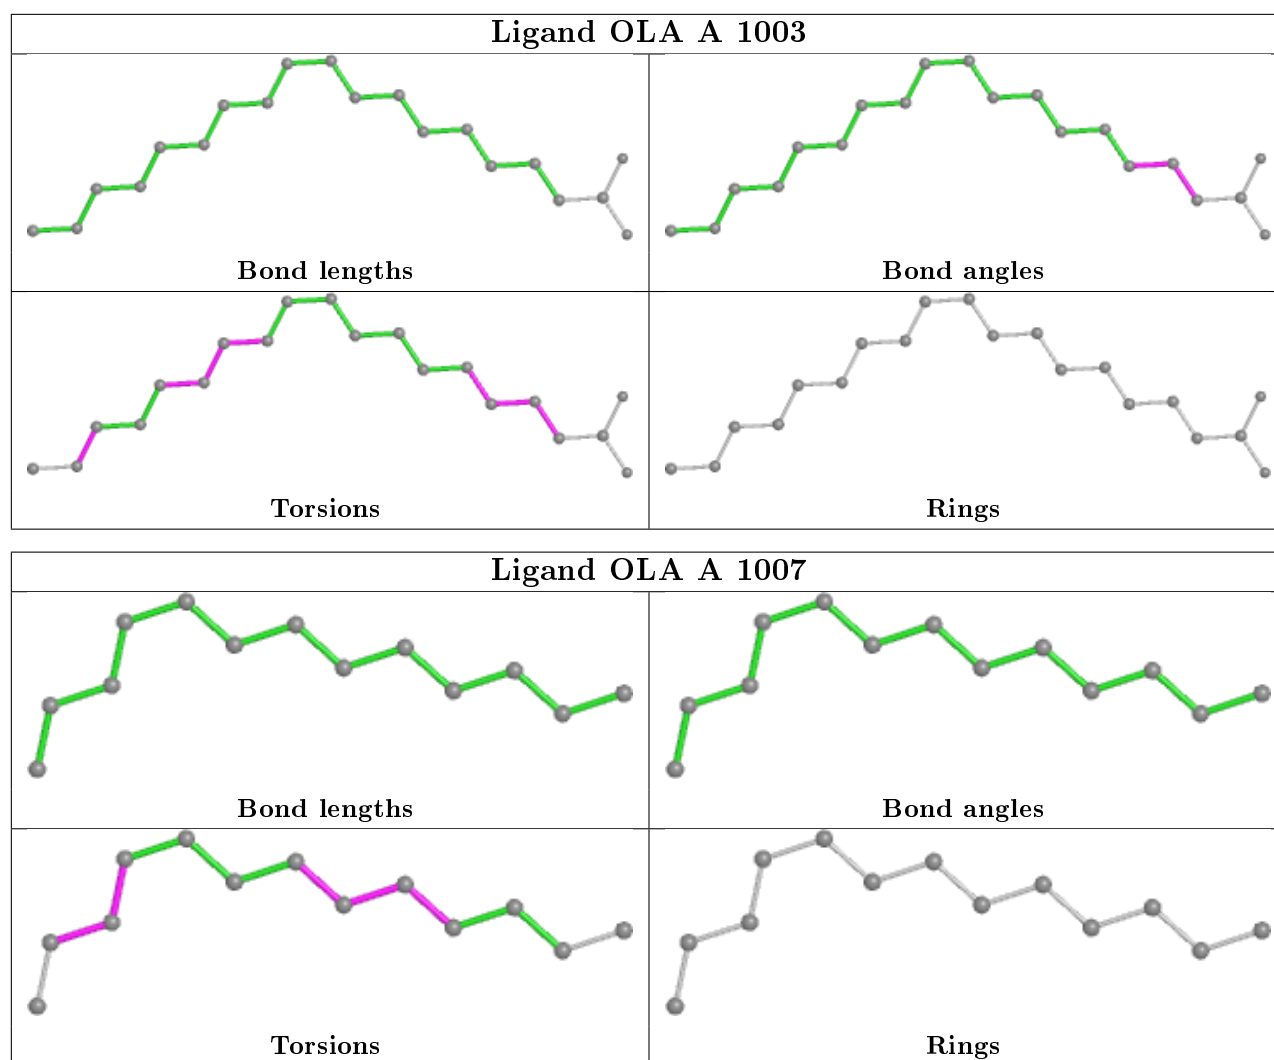 Ligand OLA A 1003
Bond lengths
Bond angles
Torsions
Rings
Ligand OLA A 1007
Bond lengths
Bond angles
Torsions
Rings